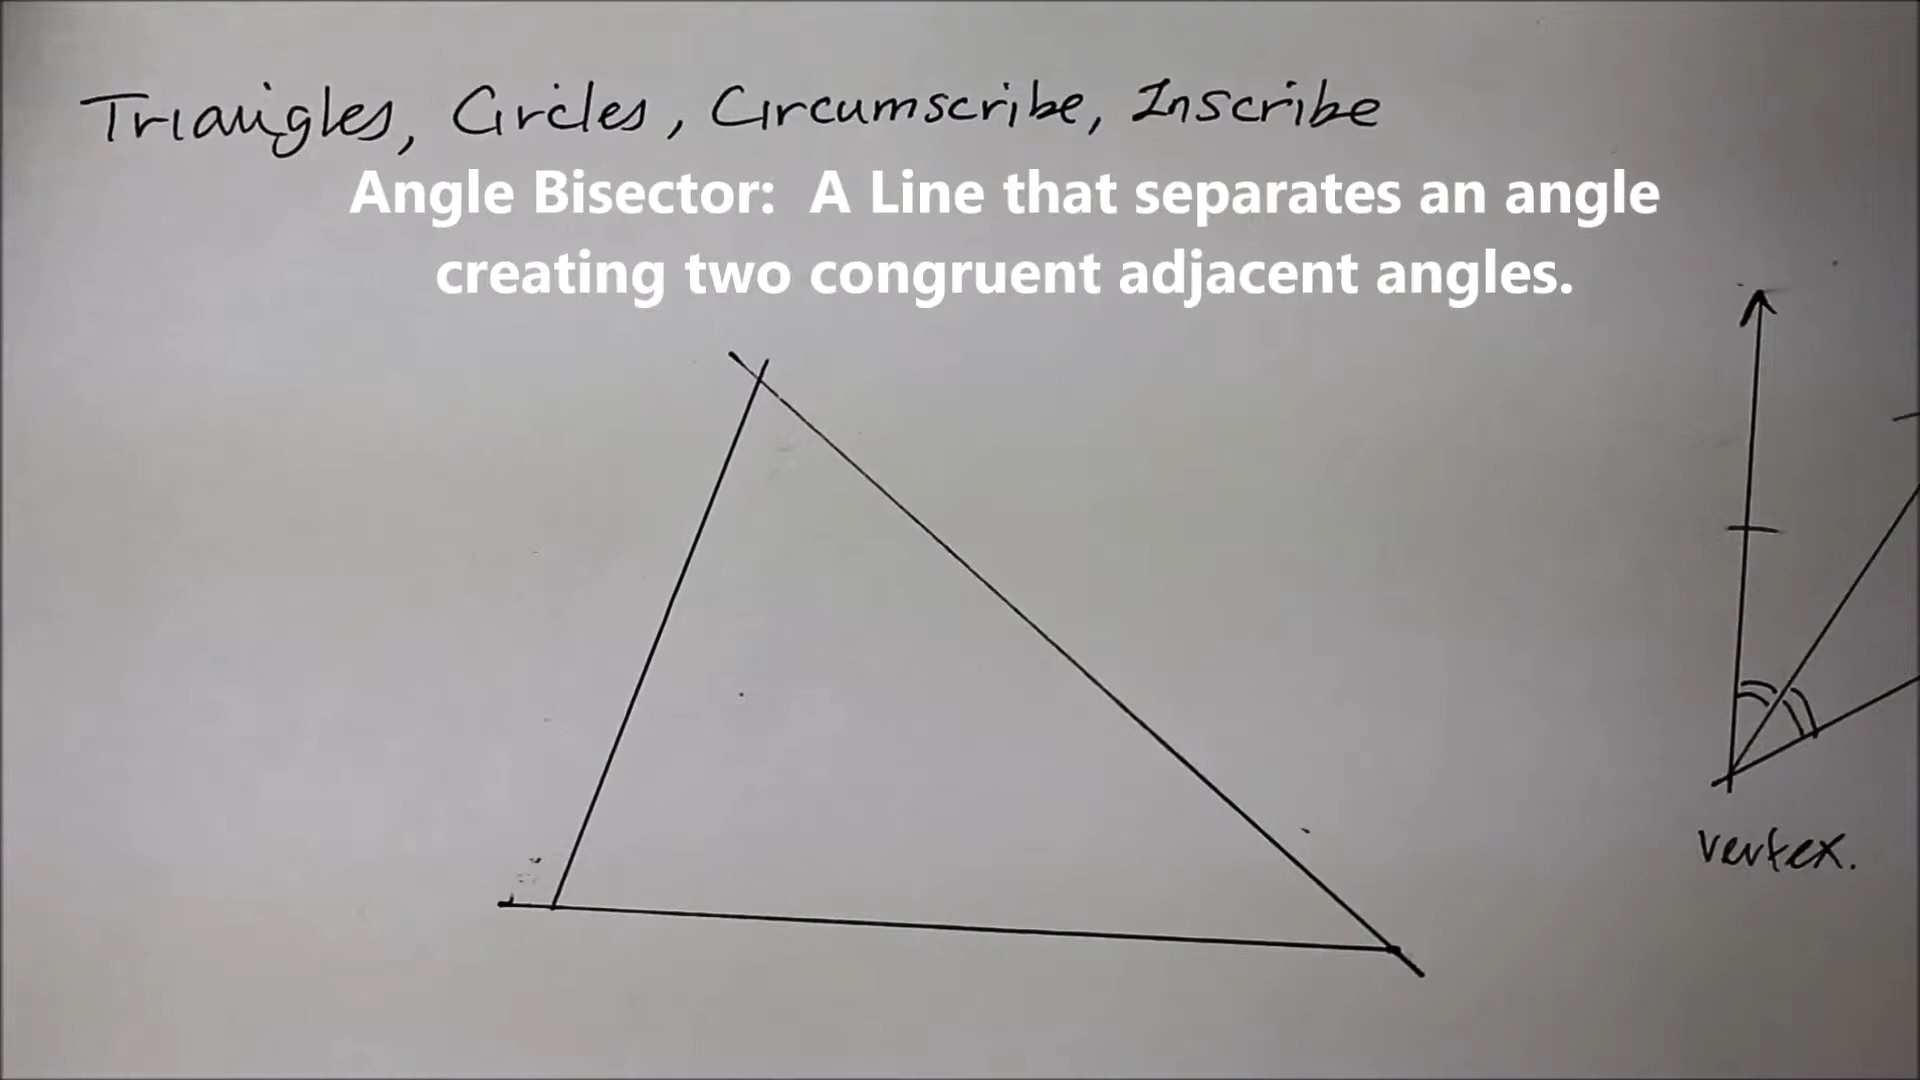 Triangles, Circles, Circumscribe, Inscribe
Angle Bisector: A Line that separates an angle
creating two congruent adjacent angles.
vertex.